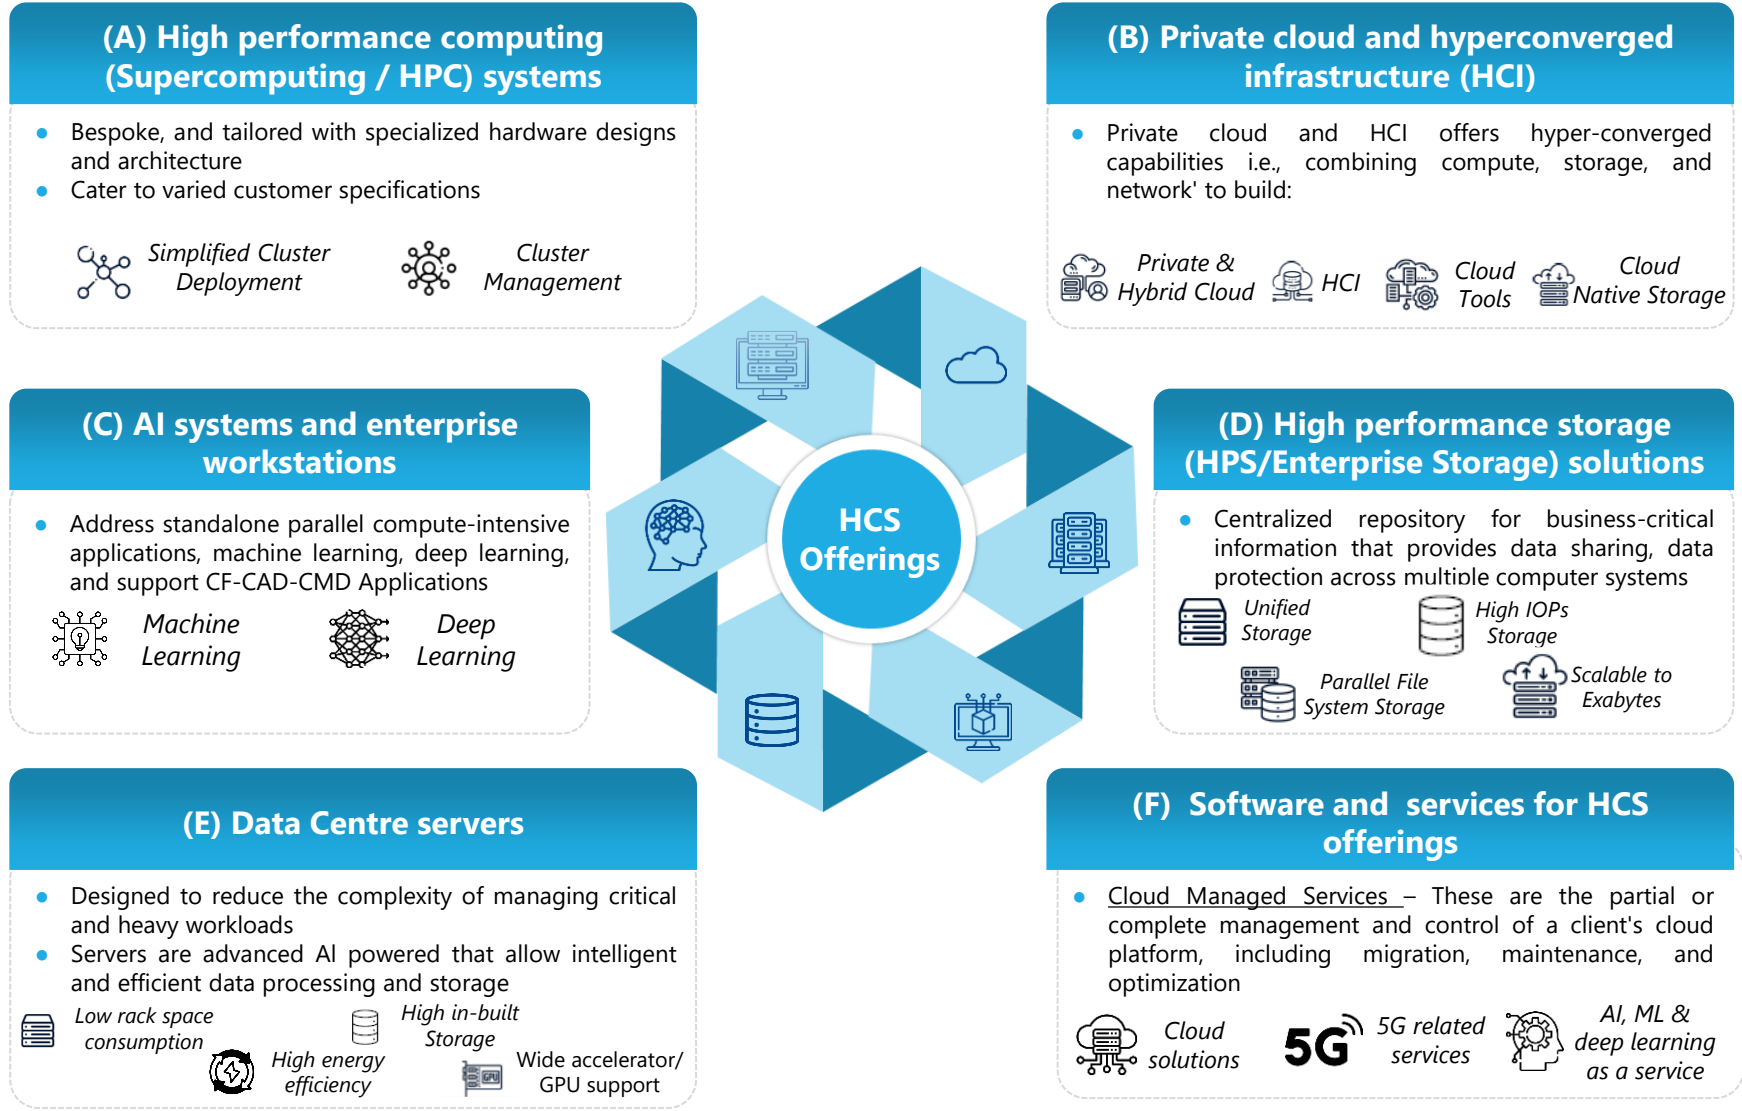 (A) High performance computing
(Supercomputing / HPC) systems
● Bespoke, and tailored with specialized hardware designs
and architecture
● Cater to varied customer specifications
Simplified Cluster
Deployment
Cluster
Management
(B) Private cloud and hyperconverged
infrastructure (HCI)
● Private cloud and HCI offers hyper-converged
capabilities i.e., combining compute, storage, and
network' to build:
Private &
Hybrid Cloud
HCI
Cloud
Tools
Cloud
Native Storage
(C) AI systems and enterprise
workstations
● Address standalone parallel compute-intensive
applications, machine learning, deep learning,
and support CF-CAD-CMD Applications
Machine
Learning
Deep
Learning
HCS
Offerings
(D) High performance storage
(HPS/Enterprise Storage) solutions
● Centralized repository for business-critical
information that provides data sharing, data
protection across multiple computer systems
Unified
Storage
High IOPs
Storage
Parallel File
System Storage
Scalable to
Exabytes
(E) Data Centre servers
● Designed to reduce the complexity of managing critical
and heavy workloads
● Servers are advanced AI powered that allow intelligent
and efficient data processing and storage
Low rack space
consumption
High in-built
Storage
High energy
efficiency
GPU
Wide accelerator/
GPU support
(F) Software and services for HCS
offerings
● Cloud Managed Services – These are the partial or
complete management and control of a client's cloud
platform, including migration, maintenance, and
optimization
Cloud
solutions
5G
5G related
services
AI, ML &
deep learning
as a service